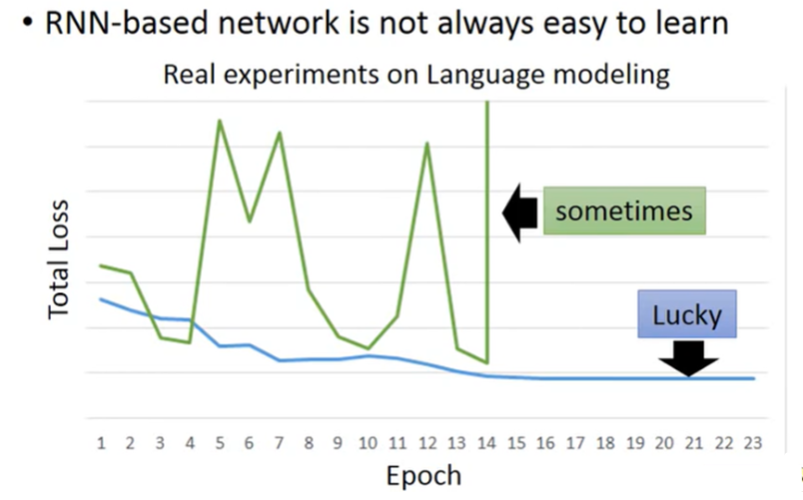 • RNN-based network is not always easy to learn
Real experiments on Language modeling
sometimes
Lucky
Total Loss
1 2 3 4 5 6 7 8 9 10 11 12 13 14 15 16 17 18 19 20 21 22 23
Epoch